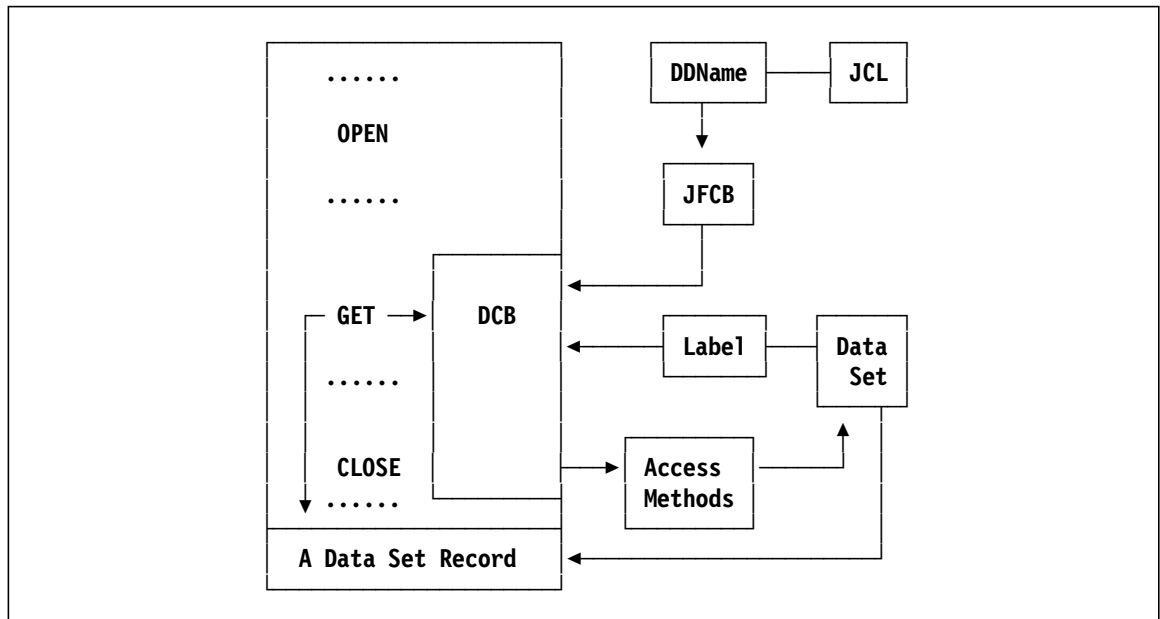 ......
OPEN
......
GET
......
CLOSE
......
DCB
A Data Set Record
DDName
JCL
JFCB
Label
Data
Set
Access
Methods